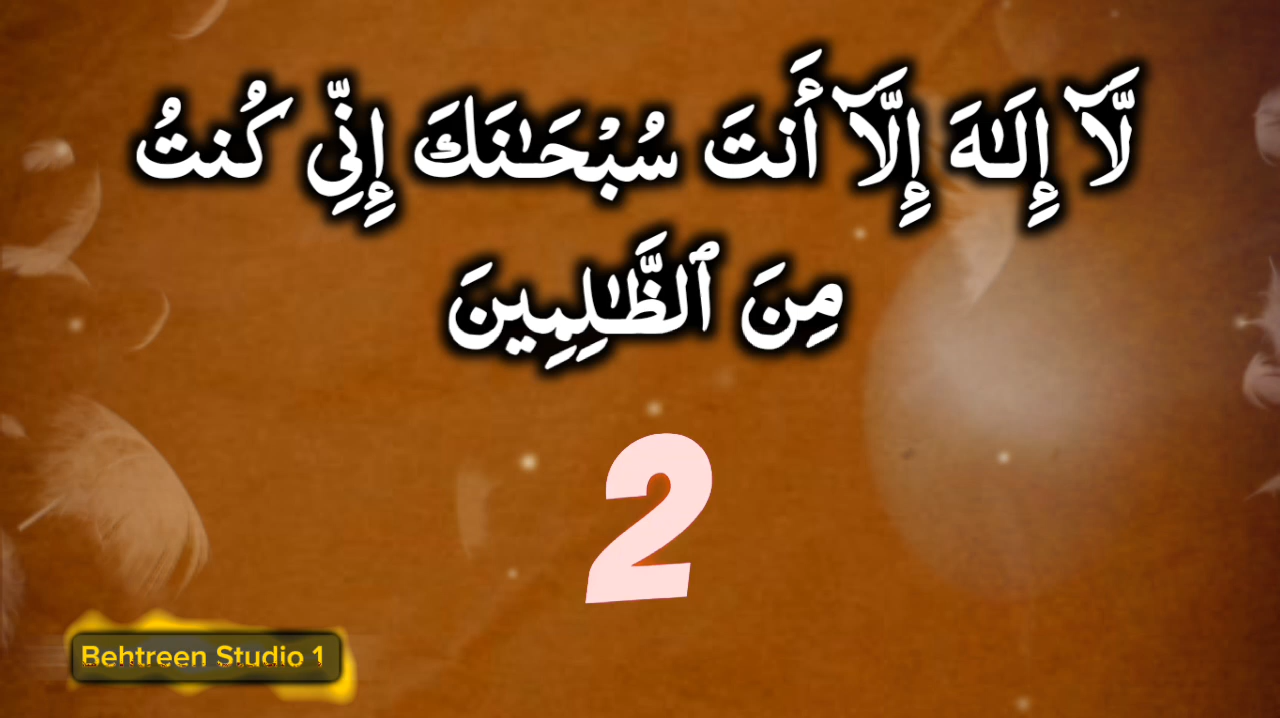 لَّآ إِلَـٰهَ إِلَّآ أَنتَ سُبْحَـٰنَكَ إِنِّي كُنتُ
مِنَ ٱلظَّـٰلِمِينَ
2
Behtreen Studio 1